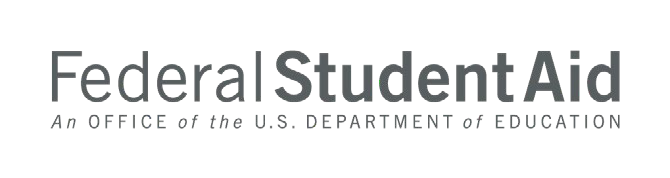 Federal Student Aid
An OFFICE of the U.S. DEPARTMENT of EDUCATION